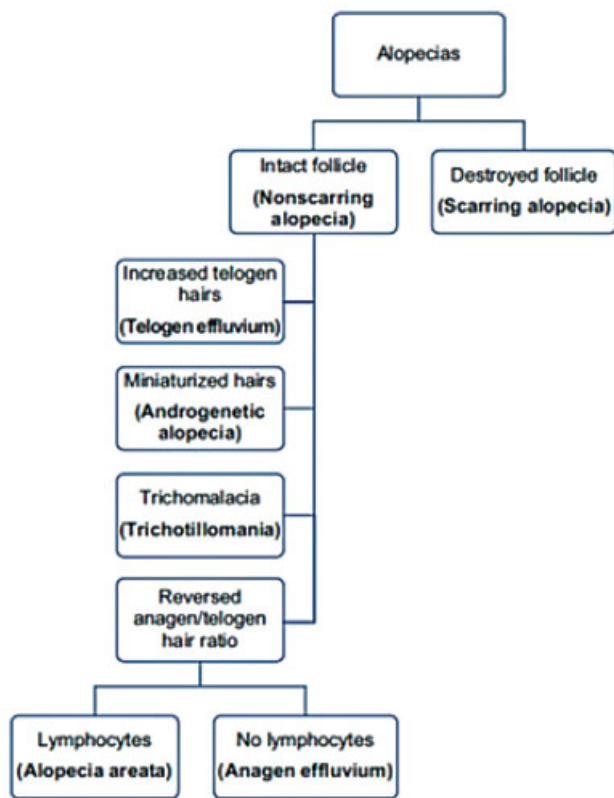 Alopecias
Intact follicle
(Nonscarring
alopecia)
Destroyed follicle
(Scarring alopecia)
Increased telogen
hairs
(Telogen effluvium)
Miniaturized hairs
(Androgenetic
alopecia)
Trichomalacia
(Trichotillomania)
Reversed
anagen/telogen
hair ratio
Lymphocytes
(Alopecia areata)
No lymphocytes
(Anagen effluvium)